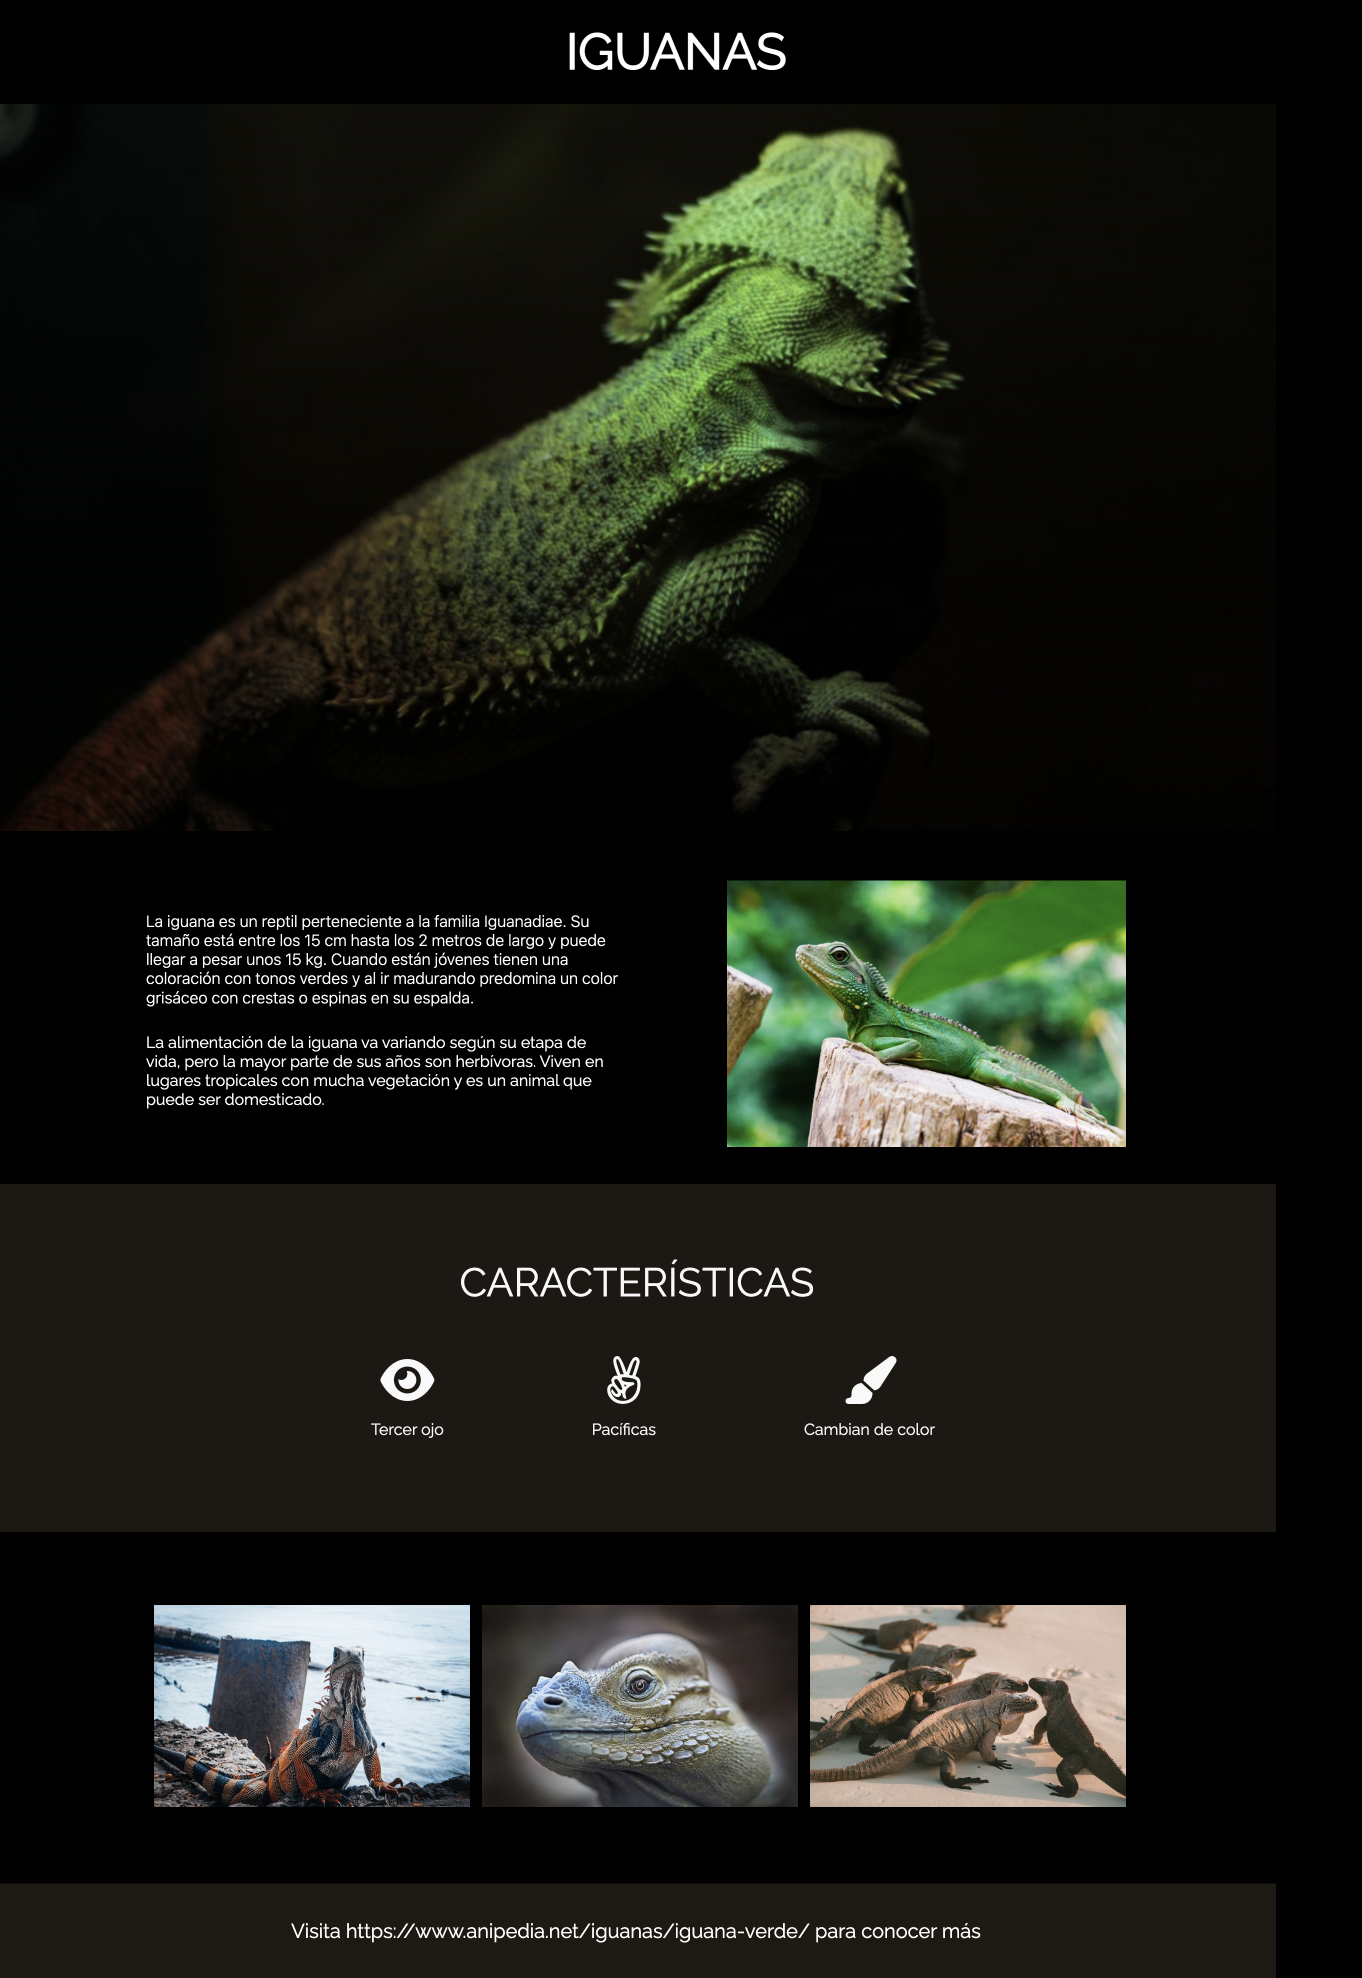 IGUANAS
La iguana es un reptil perteneciente a la familia Iguanadiae. Su
tamaño está entre los 15 cm hasta los 2 metros de largo y puede
llegar a pesar unos 15 kg. Cuando están jóvenes tienen una
coloración con tonos verdes y al ir madurando predomina un color
grisáceo con crestas o espinas en su espalda.
La alimentación de la iguana va variando según su etapa de
vida, pero la mayor parte de sus años son herbívoras. Viven en
lugares tropicales con mucha vegetación y es un animal que
puede ser domesticado.
CARACTERÍSTICAS
Tercer ojo
Pacíficas
Cambian de color
Visita https://www.anipedia.net/iguanas/iguana-verde/ para conocer más